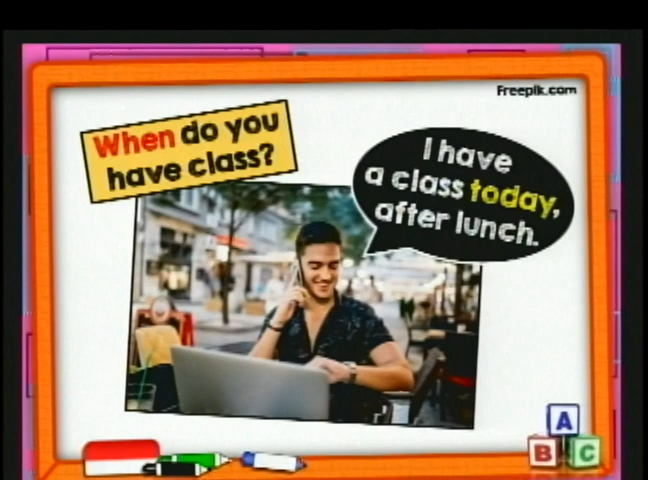 Freepik.com
When do you
have class?
I have
a class today,
after lunch.
A
B C